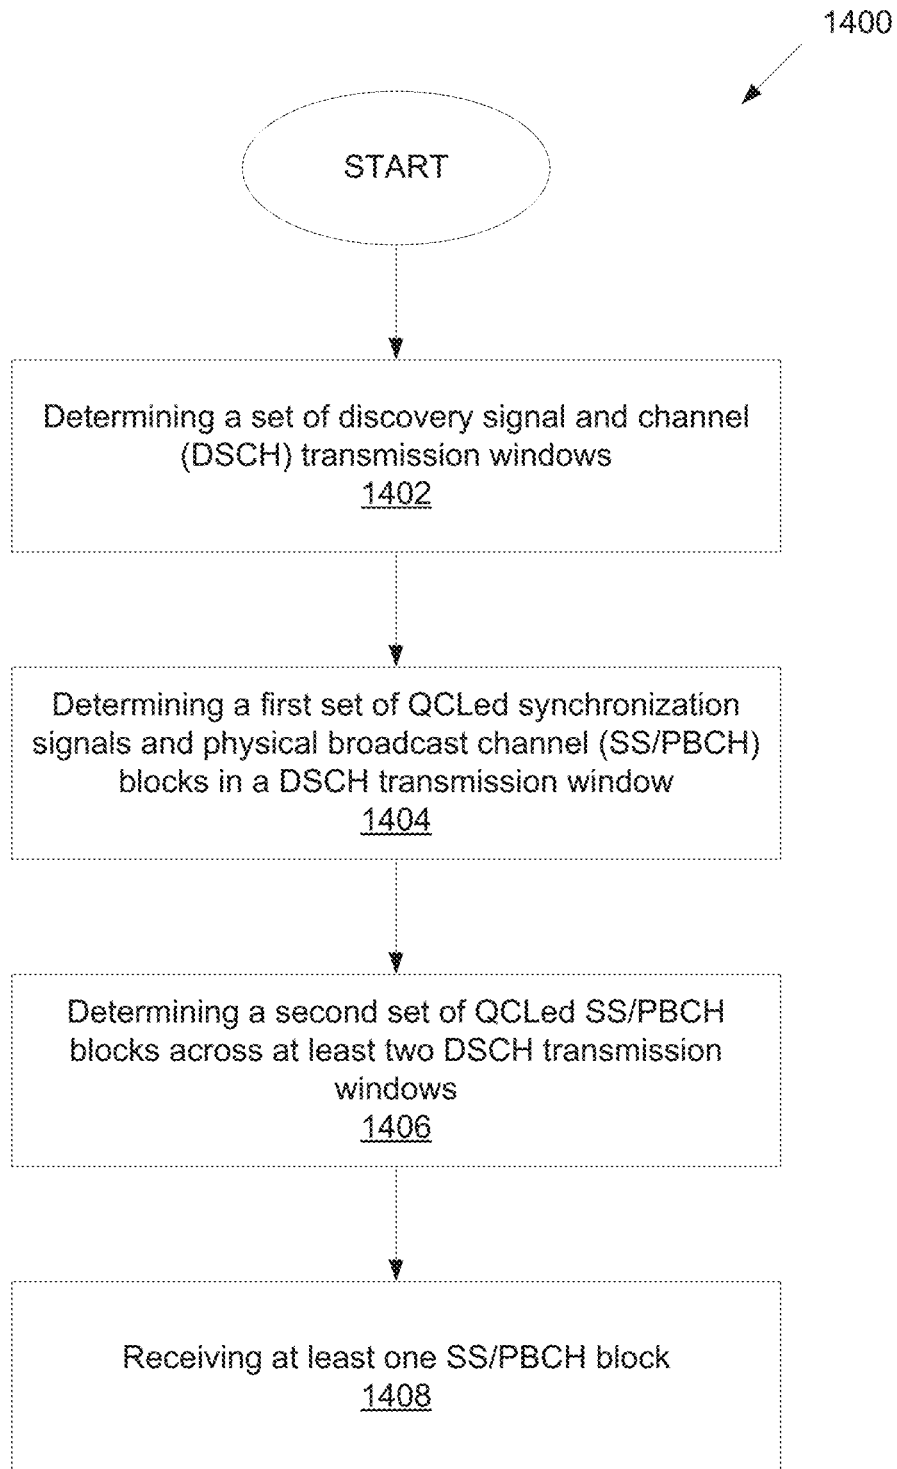 1400
START
Determining a set of discovery signal and channel
(DSCH) transmission windows
1402
Determining a first set of QCLed synchronization
signals and physical broadcast channel (SS/PBCH)
blocks in a DSCH transmission window
1404
Determining a second set of QCLed SS/PBCH
blocks across at least two DSCH transmission
windows
1406
Receiving at least one SS/PBCH block
1408